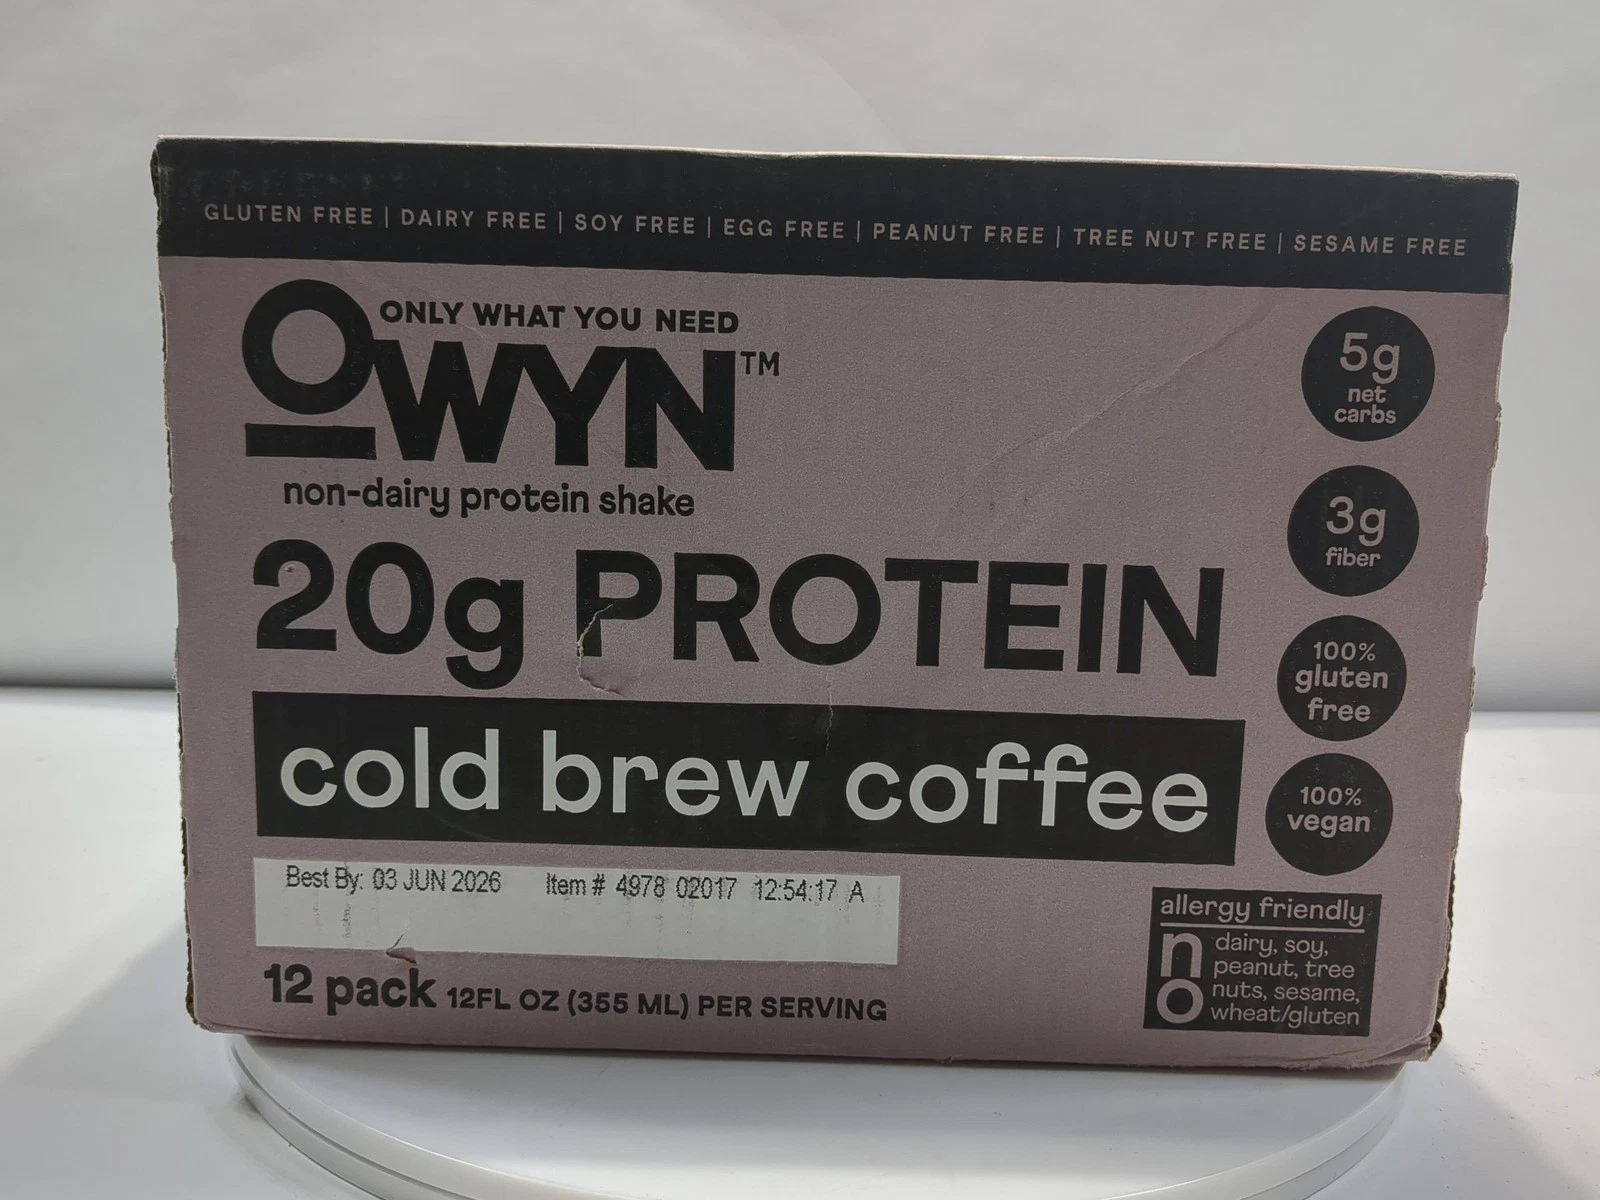 GLUTEN FREE | DAIRY FREE | SOY FREE | EGG FREE | PEANUT FREE | TREE NUT FREE | SESAME FREE
ONLY WHAT YOU NEED
OWYN™
non-dairy protein shake
20g PROTEIN
cold brew coffee
Best By: 03 JUN 2026 Item # 4978 02017 12:54:17 A
12 pack 12FL OZ (355 ML) PER SERVING
5g
net
carbs
3g
fiber
100%
gluten
free
100%
vegan
allergy friendly
no
dairy, soy,
peanut, tree
nuts, sesame,
wheat/gluten